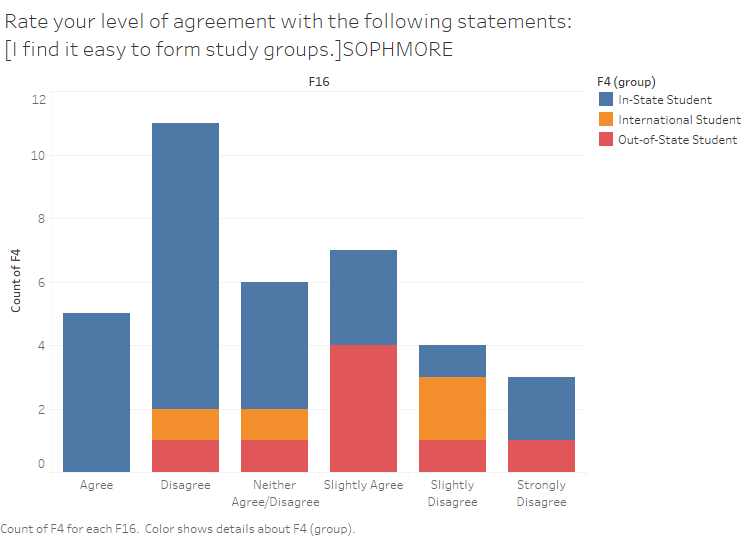 Rate your level of agreement with the following statements:
[I find it easy to form study groups.]SOPHMORE
F16
F4 (group)
In-State Student
International Student
Out-of-State Student
Count of F4
12
10
8
6
4
2
0
Agree
Disagree
Neither
Agree/Disagree
Slightly Agree
Slightly
Disagree
Strongly
Disagree
Count of F4 for each F16.  Color shows details about F4 (group).